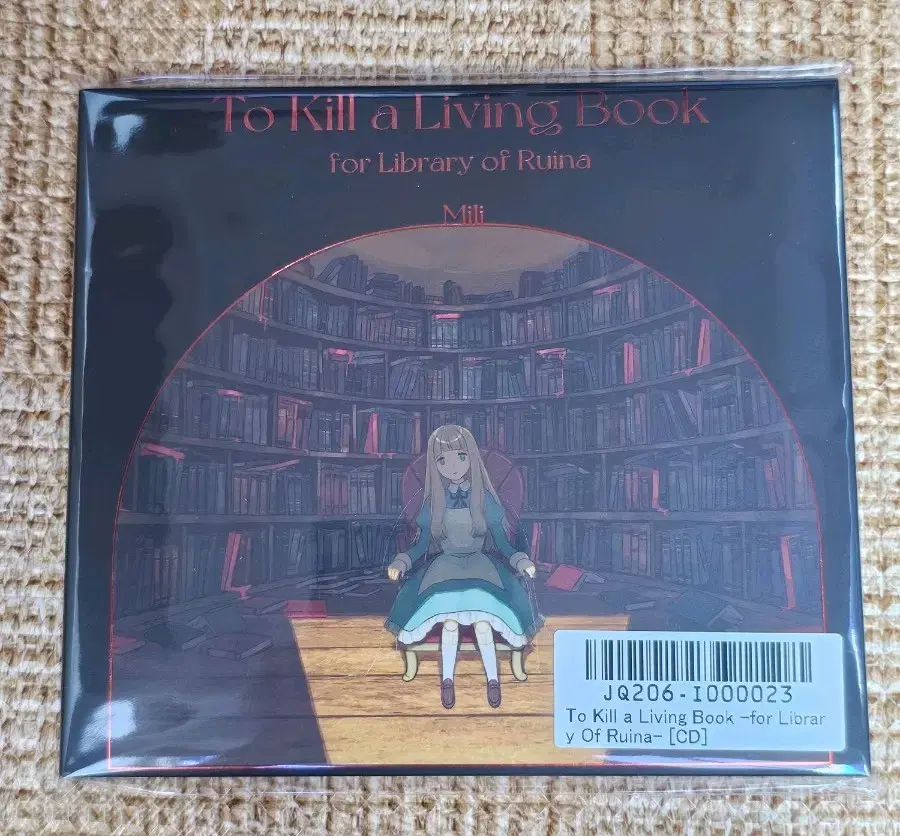 To Kill a Living Book
for Library of Ruina
Mili
JQ206-I000023
To Kill a Living Book -for Librar
y Of Ruina- [CD]